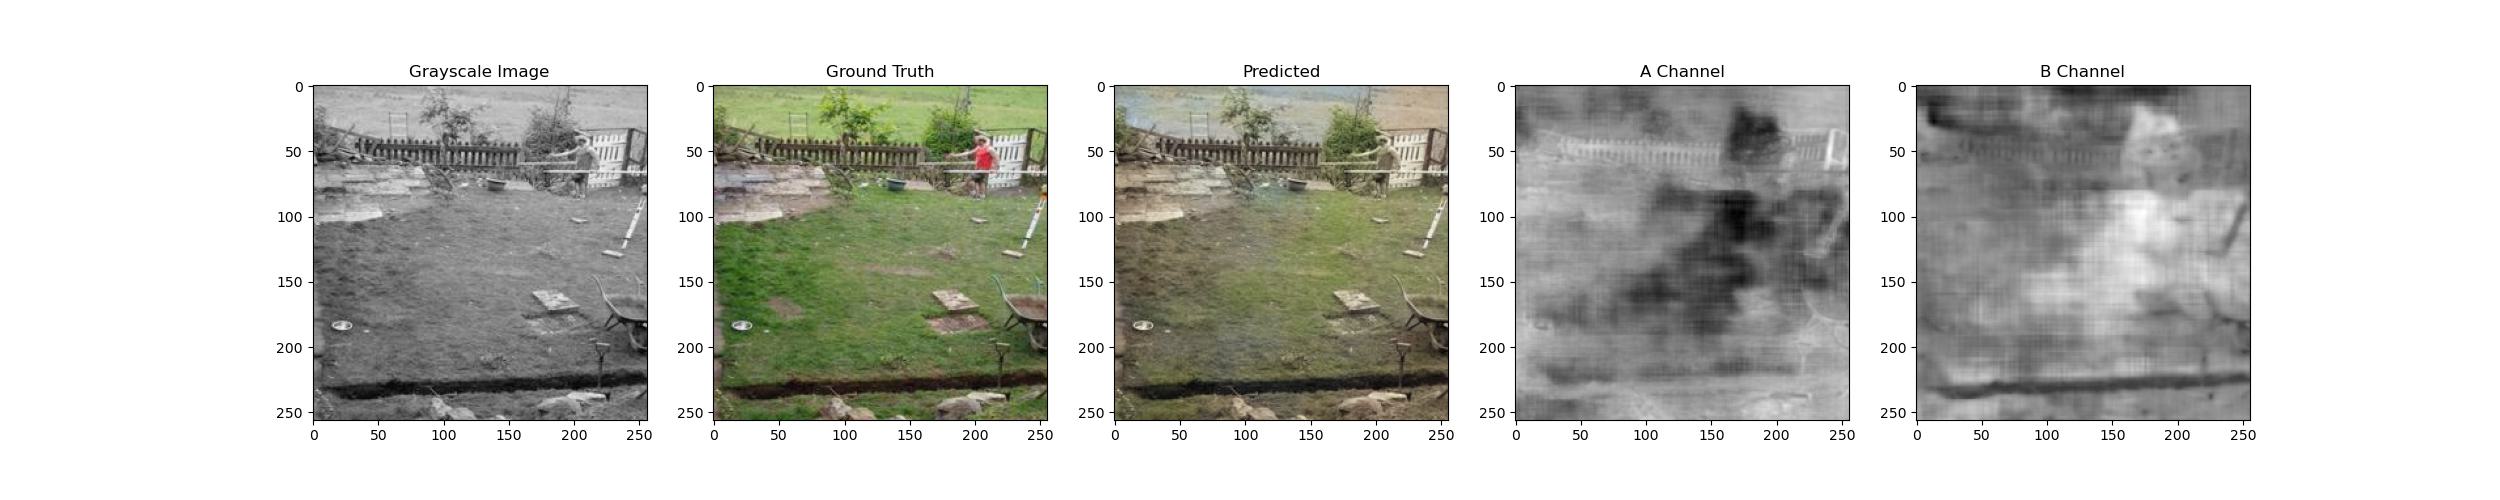 Grayscale Image Ground Truth Predicted A Channel B Channel
0 0 0 0 0
50 50 50 50 50
100 100 100 100 100
150 150 150 150 150
200 200 200 200 200
250 250 250 250 250
0 50 100 150 200 250 0 50 100 150 200 250 0 50 100 150 200 250 0 50 100 150 200 250 0 50 100 150 200 250